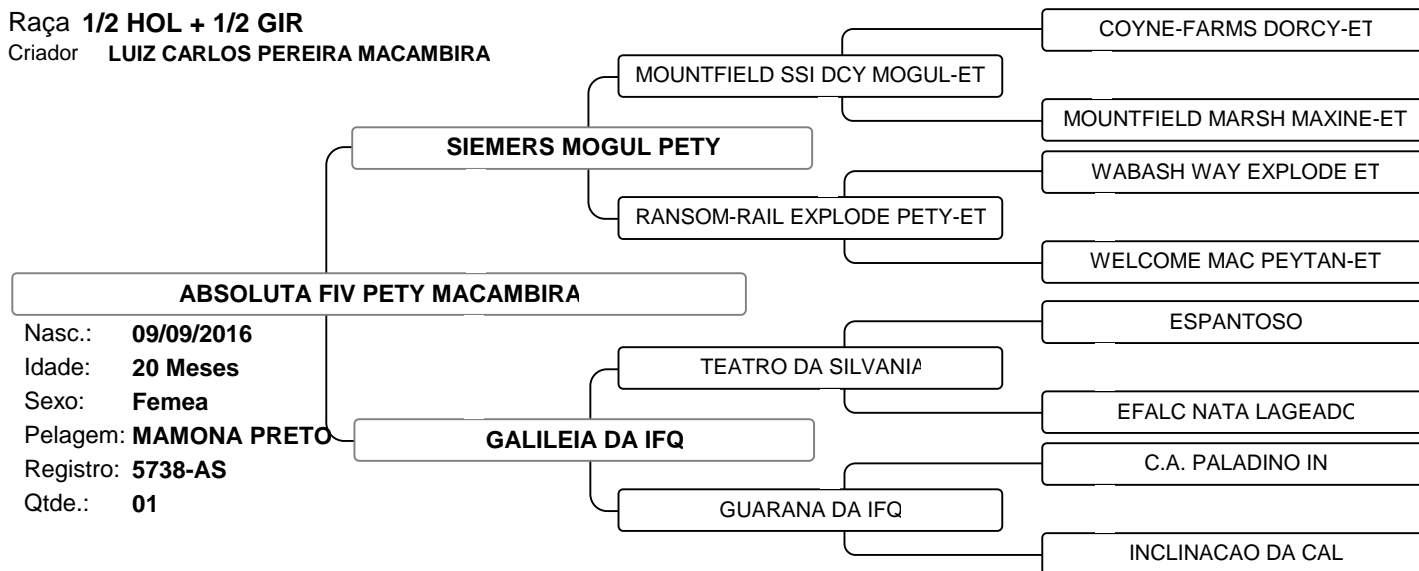 Raça 1/2 HOL + 1/2 GIR
Criador LUIZ CARLOS PEREIRA MACAMBIRA
COYNE-FARMS DORCY-ET
MOUNTFIELD SSI DCY MOGUL-ET
MOUNTFIELD MARSH MAXINE-ET
SIEMERS MOGUL PETY
WABASH WAY EXPLODE ET
RANSOM-RAIL EXPLODE PETY-ET
WELCOME MAC PEYTAN-ET
ABSOLUTA FIV PETY MACAMBIRA
Nasc.: 09/09/2016
Idade: 20 Meses
Sexo: Femea
Pelagem: MAMONA PRETO
Registro: 5738-AS
Qtde.: 01
ESPANTOSO
TEATRO DA SILVANIA
EFALC NATA LAGEADO
GALILEIA DA IFQ
C.A. PALADINO IN
GUARANA DA IFQ
INCLINACAO DA CAL